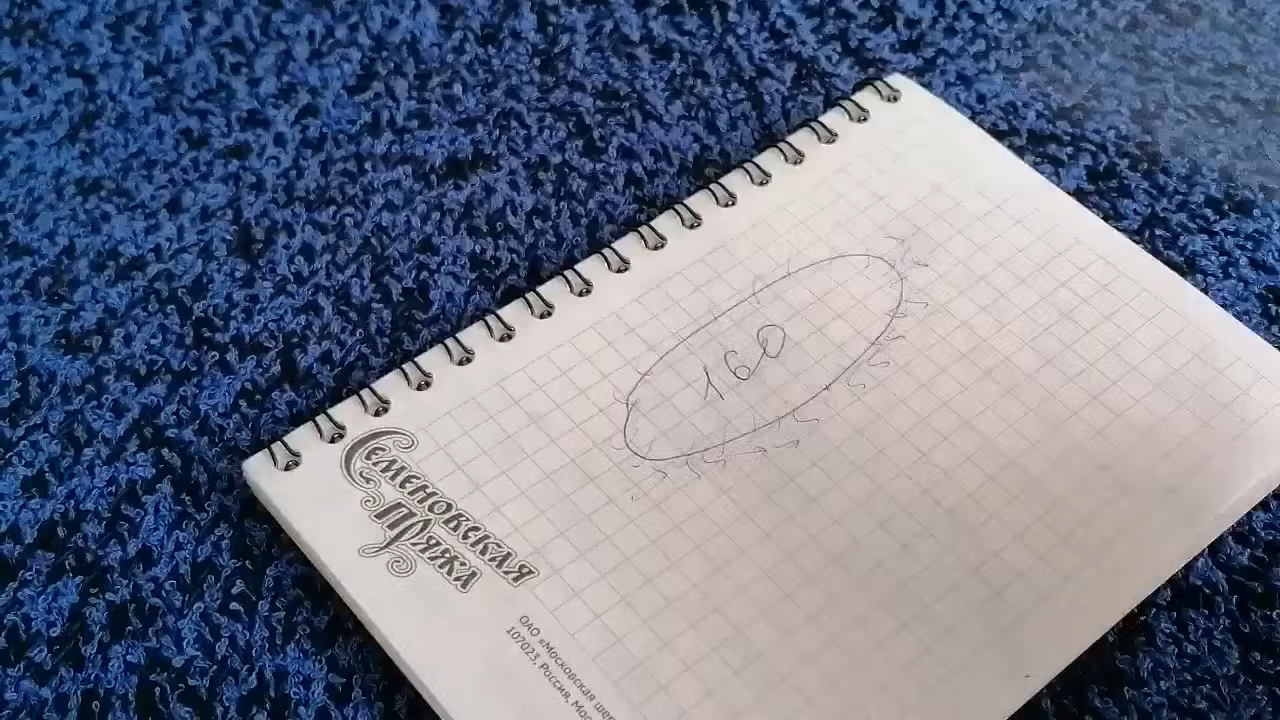 160
Семеновская
Пряжа
ОАО «Московская
107023, Россия,